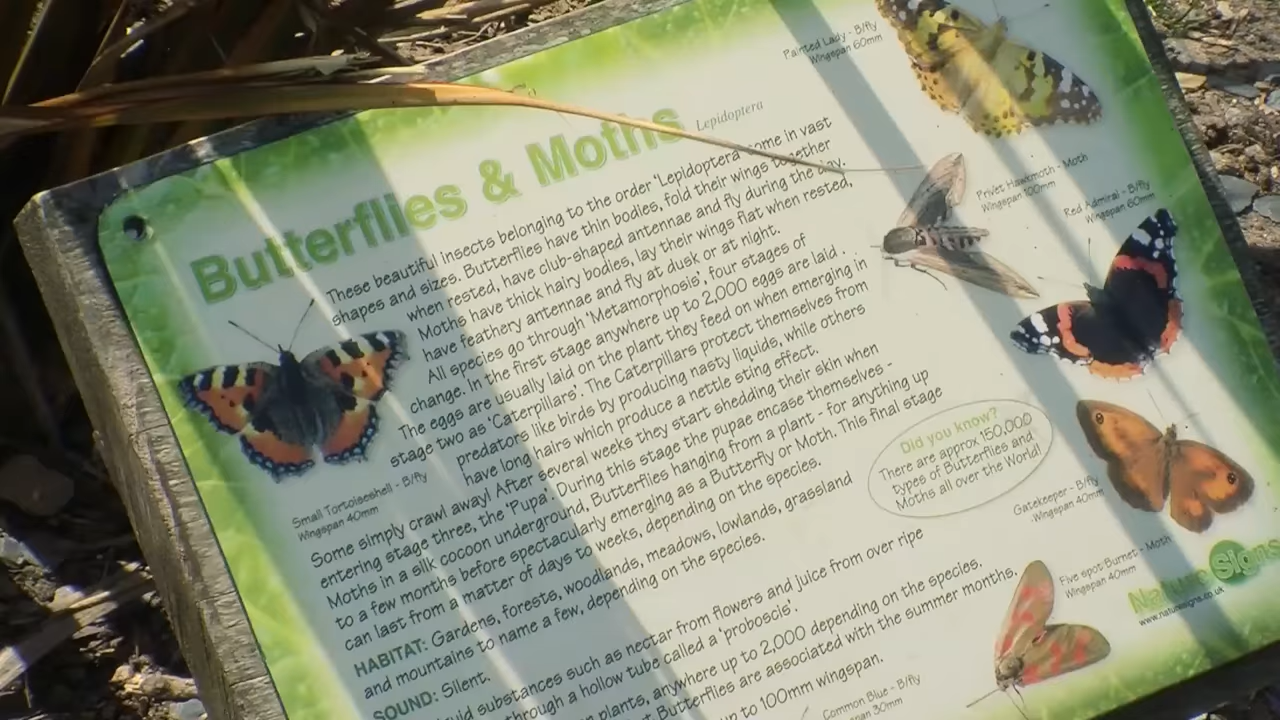 Butterflies & Moths Lepidoptera
These beautiful insects belonging to the order 'Lepidoptera' come in vast
shapes and sizes. Butterflies have thin bodies, fold their wings together
when rested, have club-shaped antennae and fly during the day.
Moths have thick hairy bodies, lay their wings flat when rested,
have feathery antennae and fly at dusk or at night.
All species go through 'Metamorphosis', four stages of
change. In the first stage anywhere up to 2,000 eggs are laid.
The eggs are usually laid on the plant they feed on when emerging in
stage two as 'Caterpillars'. The Caterpillars protect themselves from
predators like birds by producing nasty liquids, while others
have long hairs which produce a nettle sting effect.
Some simply crawl away! After several weeks they start shedding their skin when
entering stage three, the 'Pupa'. During this stage the pupae encase themselves -
Moths in a silk cocoon underground, Butterflies hanging from a plant - for anything up
to a few months before spectacularly emerging as a Butterfly or Moth. This final stage
can last from a matter of days to weeks, depending on the species.
HABITAT: Gardens, forests, woodlands, meadows, lowlands, grassland
and mountains to name a few, depending on the species.
SOUND: Silent.
substances such as nectar from flowers and juice from over ripe
through a hollow tube called a 'proboscis'.
plants, anywhere up to 2,000 depending on the species.
Butterflies are associated with the summer months,
up to 100mm wingspan.
Small Tortoiseshell - B/fly
Wingspan 40mm
Painted Lady - B/fly
Wingspan 60mm
Privet Hawkmoth - Moth
Wingspan 100mm
Red Admiral - B/fly
Wingspan 60mm
Did you know?
There are approx 150,000
types of Butterflies and
Moths all over the World!
Gatekeeper - B/fly
Wingspan 40mm
Five spot Burnet - Moth
Wingspan 40mm
Common Blue - B/fly
Wingspan 30mm
Nature Signs
www.naturesigns.co.uk